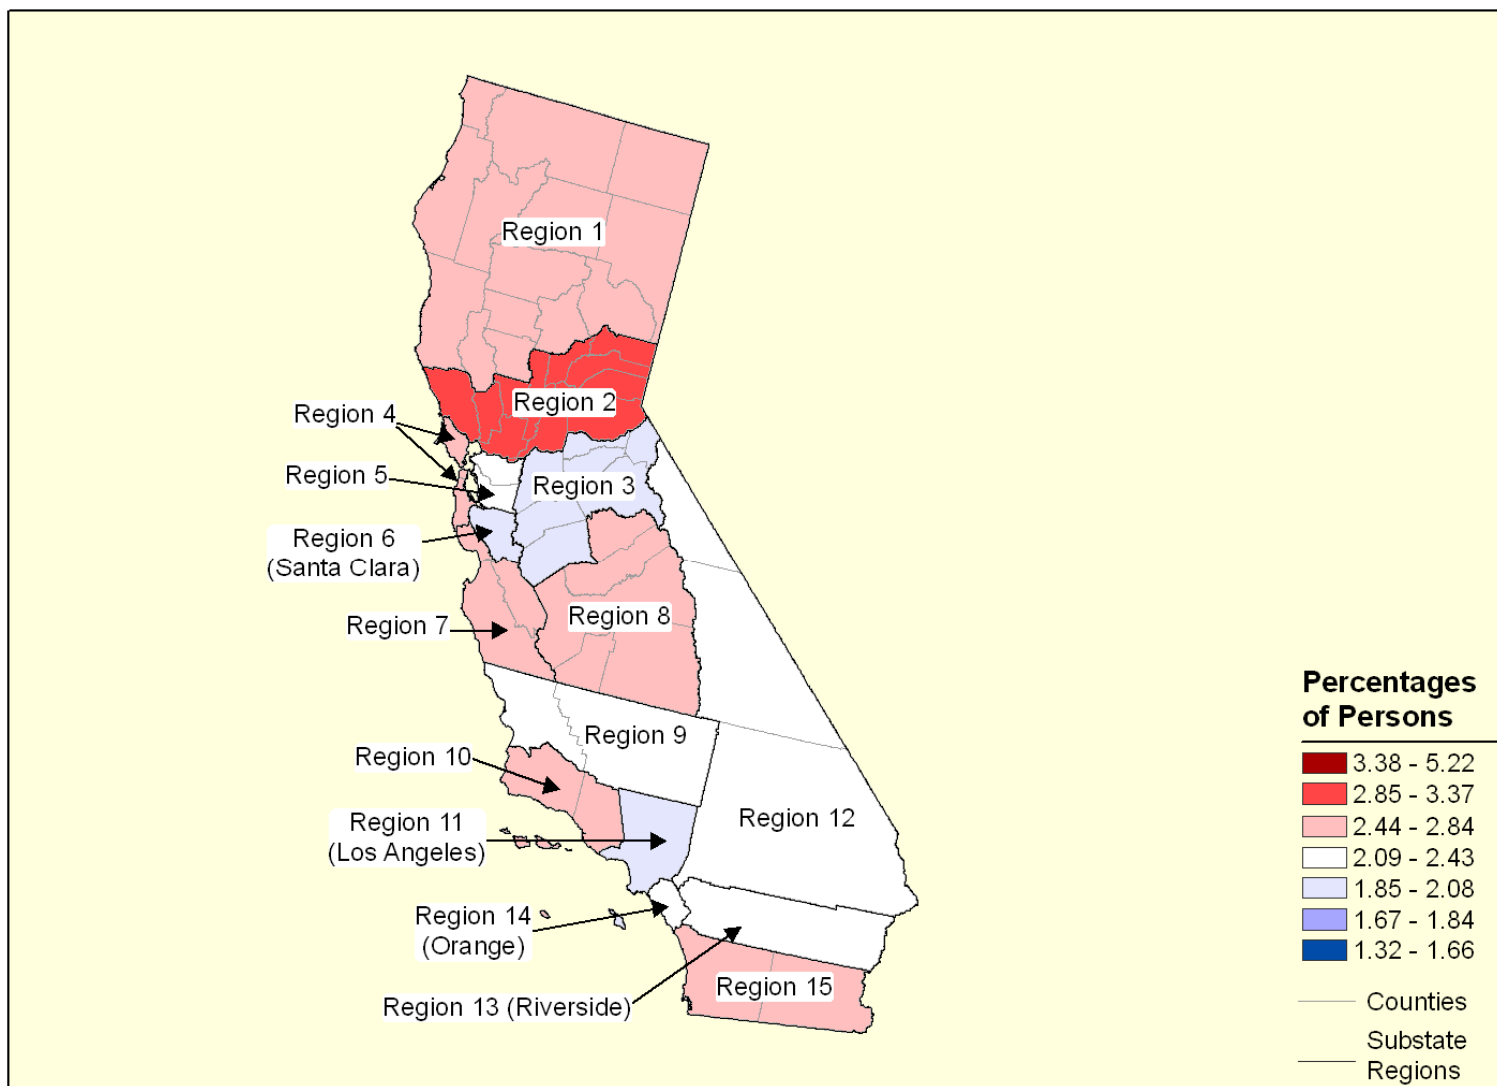 Region 1
Region 2
Region 4
Region 5
Region 3
Region 6
(Santa Clara)
Region 7
Region 8
Region 9
Region 10
Region 11
(Los Angeles)
Region 12
Region 14
(Orange)
Region 13 (Riverside)
Region 15
Percentages
of Persons
3.38 - 5.22
2.85 - 3.37
2.44 - 2.84
2.09 - 2.43
1.85 - 2.08
1.67 - 1.84
1.32 - 1.66
Counties
Substate
Regions